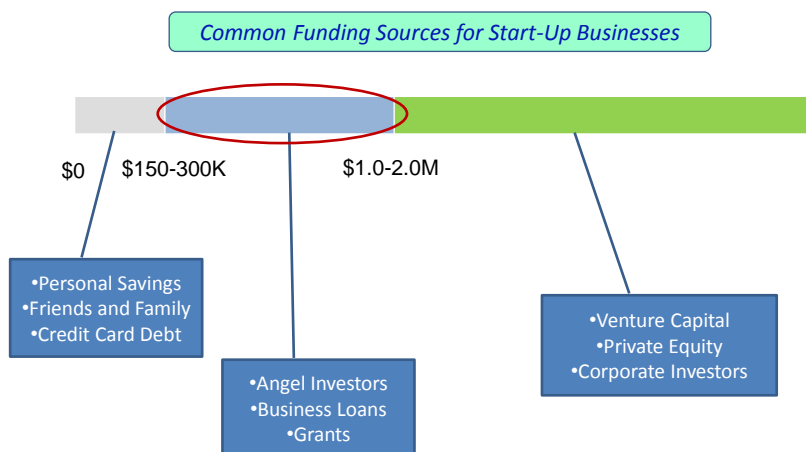 Common Funding Sources for Start-Up Businesses
$0
$150-300K
$1.0-2.0M
•Personal Savings
•Friends and Family
•Credit Card Debt
•Angel Investors
•Business Loans
•Grants
•Venture Capital
•Private Equity
•Corporate Investors